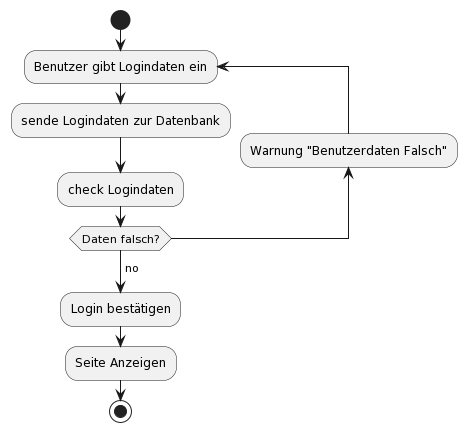 Benutzer gibt Logindaten ein
sende Logindaten zur Datenbank
Warnung "Benutzerdaten Falsch"
check Logindaten
Daten falsch?
no
Login bestätigen
Seite Anzeigen